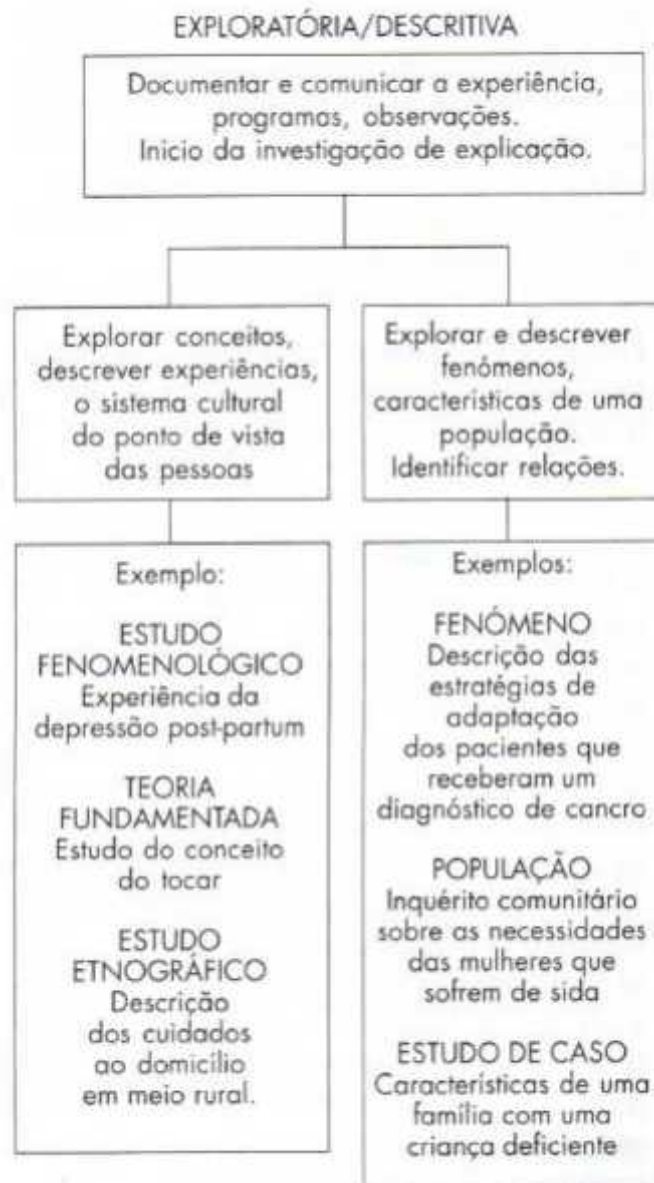 EXPLORATÓRIA/DESCRITIVA
Documentar e comunicar a experiência,
programas, observações.
Inicio da investigação de explicação.
Explorar conceitos,
descrever experiências,
o sistema cultural
do ponto de vista
das pessoas
Explorar e descrever
fenómenos,
características de uma
população.
Identificar relações.
Exemplo:
ESTUDO
FENOMENOLÓGICO
Experiência da
depressão post-partum
TEORIA
FUNDAMENTADA
Estudo do conceito
do tocar
ESTUDO
ETNOGRÁFICO
Descrição
dos cuidados
ao domicílio
em meio rural.
Exemplos:
FENÓMENO
Descrição das
estratégias de
adaptação
dos pacientes que
receberam um
diagnóstico de cancro
POPULAÇÃO
Inquérito comunitário
sobre as necessidades
das mulheres que
sofrem de sida
ESTUDO DE CASO
Características de uma
família com uma
criança deficiente